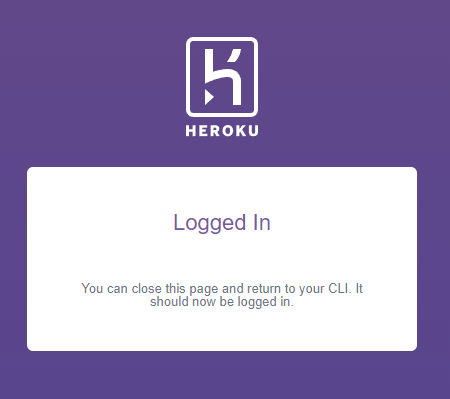 HEROKU
Logged In
You can close this page and return to your CLI. It
should now be logged in.